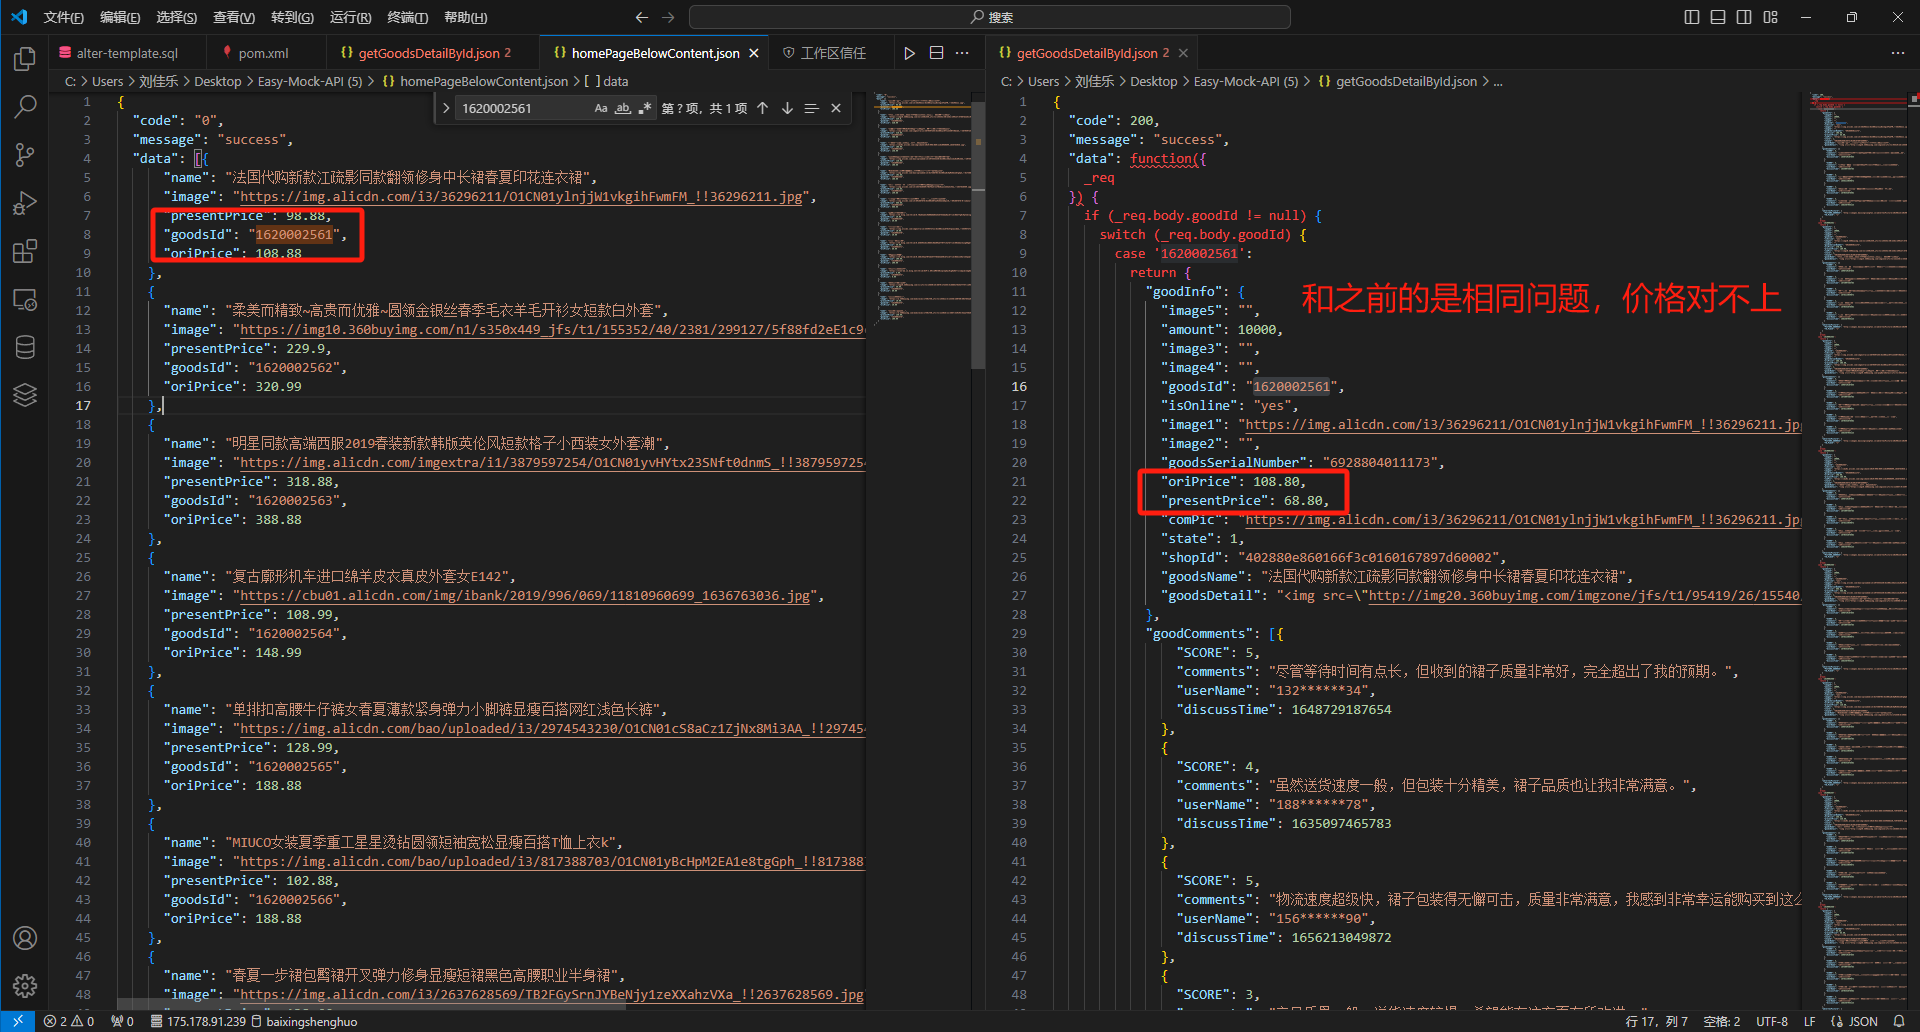 文件(F) 编辑(E) 选择(S) 查看(V) 转到(G) 运行(R) 终端(T) 帮助(H) 搜索
alter-template.sql pom.xml getGoodsDetailById.json 2 homePageBelowContent.json 工作区信任
getGoodsDetailById.json 2
C: > Users > 刘佳乐 > Desktop > Easy-Mock-API (5) > homePageBelowContent.json > [ ] data
C: > Users > 刘佳乐 > Desktop > Easy-Mock-API (5) > getGoodsDetailById.json > ...
1620002561 Aa ab .* 第?项, 共1项
1 {
2 "code": "0",
3 "message": "success",
4 "data": [{
5 "name": "法国代购新款江疏影同款翻领修身中长裙春夏印花连衣裙",
6 "image": "https://img.alicdn.com/i3/36296211/O1CN01ylnjjW1vkgihFwmFM_!!36296211.jpg",
7 "presentPrice": 98.88,
8 "goodsId": "1620002561",
9 "oriPrice": 108.88
10 },
11 {
12 "name": "柔美而精致~高贵而优雅~圆领金银丝春季毛衣羊毛开衫女短款白外套",
13 "image": "https://img10.360buyimg.com/n1/s350x449_jfs/t1/155352/40/2381/299127/5f88fd2eE1c9
14 "presentPrice": 229.9,
15 "goodsId": "1620002562",
16 "oriPrice": 320.99
17 },
18 {
19 "name": "明星同款高端西服2019春装新款韩版英伦风短款格子小西装女外套潮",
20 "image": "https://img.alicdn.com/imgextra/i1/3879597254/O1CN01yvHYtx23SNft0dnmS_!!3879597254
21 "presentPrice": 318.88,
22 "goodsId": "1620002563",
23 "oriPrice": 388.88
24 },
25 {
26 "name": "复古廓形机车进口绵羊皮衣真皮外套女E142",
27 "image": "https://cbu01.alicdn.com/img/ibank/2019/996/069/11810960699_1636763036.jpg",
28 "presentPrice": 108.99,
29 "goodsId": "1620002564",
30 "oriPrice": 148.99
31 },
32 {
33 "name": "单排扣高腰牛仔裤女春夏薄款紧身弹力小脚裤显瘦百搭网红浅色长裤",
34 "image": "https://img.alicdn.com/bao/uploaded/i3/2974543230/O1CN01cS8aCz1ZjNx8Mi3AA_!!297454
35 "presentPrice": 128.99,
36 "goodsId": "1620002565",
37 "oriPrice": 188.88
38 },
39 {
40 "name": "MIUCO女装夏季重工星星烫钻圆领短袖宽松显瘦百搭T恤上衣k",
41 "image": "https://img.alicdn.com/bao/uploaded/i3/817388703/O1CN01yBcHpM2EA1e8tgGph_!!817388
42 "presentPrice": 102.88,
43 "goodsId": "1620002566",
44 "oriPrice": 188.88
45 },
46 {
47 "name": "春夏一步裙包臀裙开叉弹力修身显瘦短裙黑色高腰职业半身裙",
48 "image": "https://img.alicdn.com/i3/2637628569/TB2FGySrnJYBeNjy1zeXXahzVXa_!!2637628569.jpg
1 {
2 "code": 200,
3 "message": "success",
4 "data": function({
5 _req
6 }) {
7 if (_req.body.goodId != null) {
8 switch (_req.body.goodId) {
9 case '1620002561':
10 return {
11 "goodInfo": {
和之前的是相同问题，价格对不上
12 "image5": "",
13 "amount": 10000,
14 "image3": "",
15 "image4": "",
16 "goodsId": "1620002561",
17 "isOnline": "yes",
18 "image1": "https://img.alicdn.com/i3/36296211/O1CN01ylnjjW1vkgihFwmFM_!!36296211.jp
19 "image2": "",
20 "goodsSerialNumber": "6928804011173",
21 "oriPrice": 108.80,
22 "presentPrice": 68.80,
23 "comPic": "https://img.alicdn.com/i3/36296211/O1CN01ylnjjW1vkgihFwmFM_!!36296211.jp
24 "state": 1,
25 "shopId": "402880e860166f3c0160167897d60002",
26 "goodsName": "法国代购新款江疏影同款翻领修身中长裙春夏印花连衣裙",
27 "goodsDetail": "<img src=\"http://img20.360buyimg.com/imgzone/jfs/t1/95419/26/15540
28 },
29 "goodComments": [{
30 "SCORE": 5,
31 "comments": "尽管等待时间有点长，但收到的裙子质量非常好，完全超出了我的预期。",
32 "userName": "132******34",
33 "discussTime": 1648729187654
34 },
35 {
36 "SCORE": 4,
37 "comments": "虽然送货速度一般，但包装十分精美，裙子品质也让我非常满意。",
38 "userName": "188******78",
39 "discussTime": 1635097465783
40 },
41 {
42 "SCORE": 5,
43 "comments": "物流速度超级快，裙子包装得无懈可击，质量非常满意，我感到非常幸运能购买到这么
44 "userName": "156******90",
45 "discussTime": 1656213049872
46 },
47 {
48 "SCORE": 3,
2 0 0 175.178.91.239 baixingshenghuo 行 17，列 7 空格: 2 UTF-8 LF {} JSON